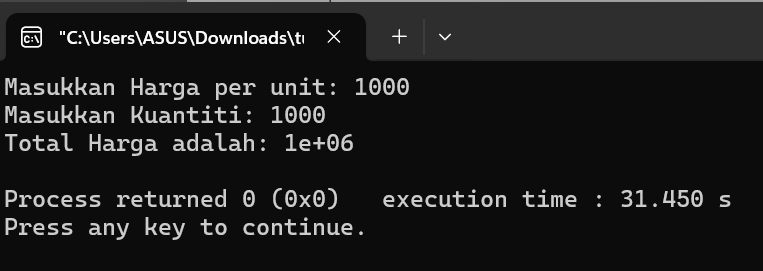 "C:\Users\ASUS\Downloads\tu
Masukkan Harga per unit: 1000
Masukkan Kuantiti: 1000
Total Harga adalah: 1e+06
Process returned 0 (0x0)   execution time : 31.450 s
Press any key to continue.